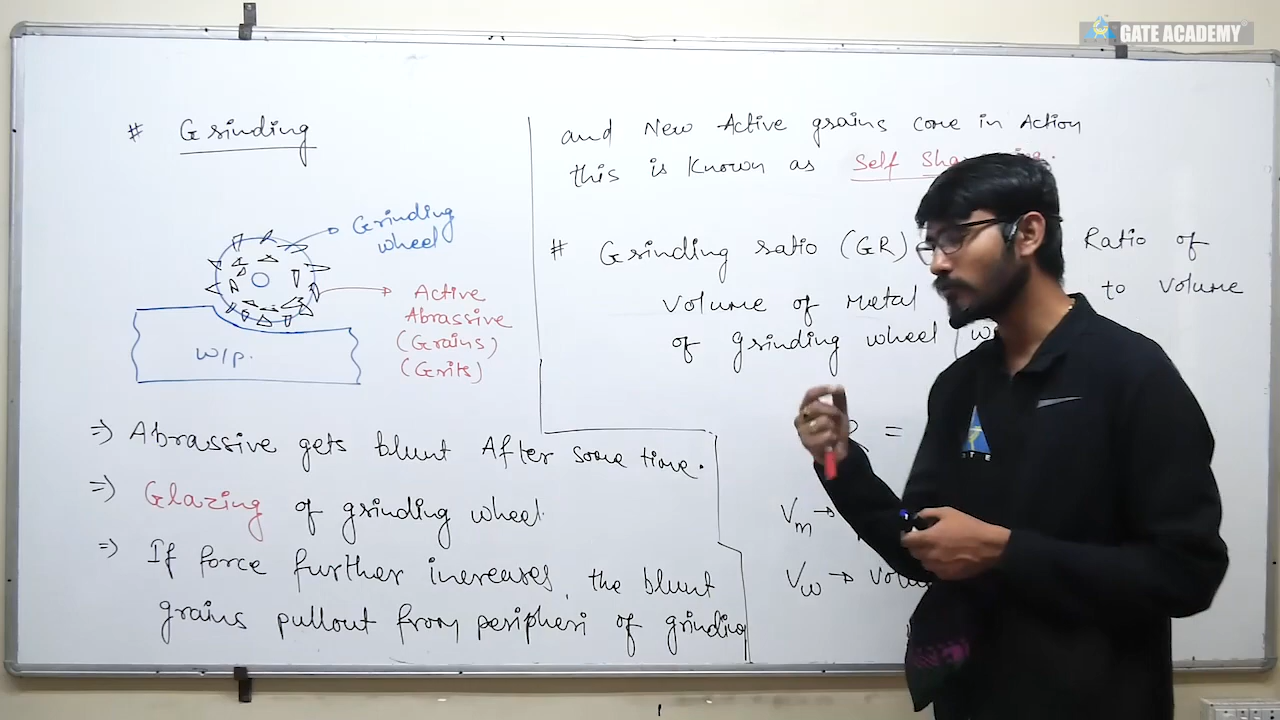 GATE ACADEMY
# Grinding
Grinding
wheel
Active
Abrassive
(Grains)
(Grits)
W/P.
⇒ Abrassive gets blunt After some time.
⇒ Glazing of grinding wheel.
⇒ If force further increases, the blunt
grains pullout from peripheri of grinding
and New Active grains come in Action
this is known as Self
# Grinding ratio (GR) Ratio of
Volume of Metal to Volume
of grinding wheel
=
Vm →
Vw →